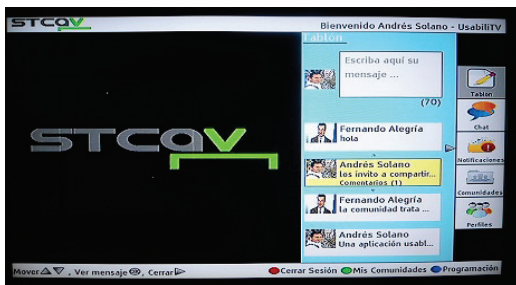 STCAV
Bienvenido Andrés Solano - UsabiliTV
Tablón
Escriba aquí su
mensaje ...
(70)
Fernando Alegría
hola
Andrés Solano
les invito a compartir...
Comentarios (1)
Fernando Alegría
la comunidad trata ...
Andrés Solano
Una aplicación usabl...
Tablon
Chat
Notificaciones
Comunidades
Perfiles
STCAV
Mover , Ver mensaje , Cerrar
Cerrar Sesión Mis Comunidades Programación